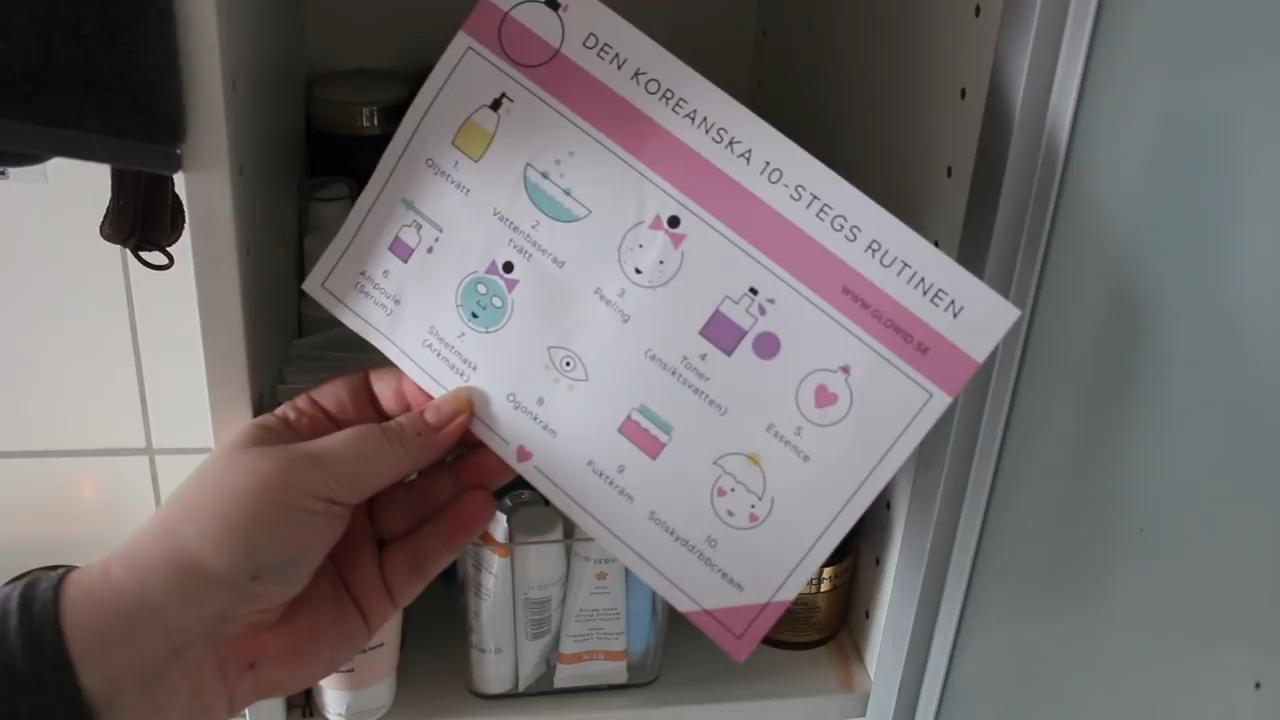 DEN KOREANSKA 10-STEGS RUTINEN
WWW.GLOWID.SE
1.
Oljetvätt
2.
Vattenbaserad
tvätt
3.
Peeling
4.
Toner
(ansiktsvatten)
5.
Essence
6.
Ampoule
(Serum)
7.
Sheetmask
(Arkmask)
8
Ögonkräm
9.
Fuktkräm
10.
Solskydd/bbcream